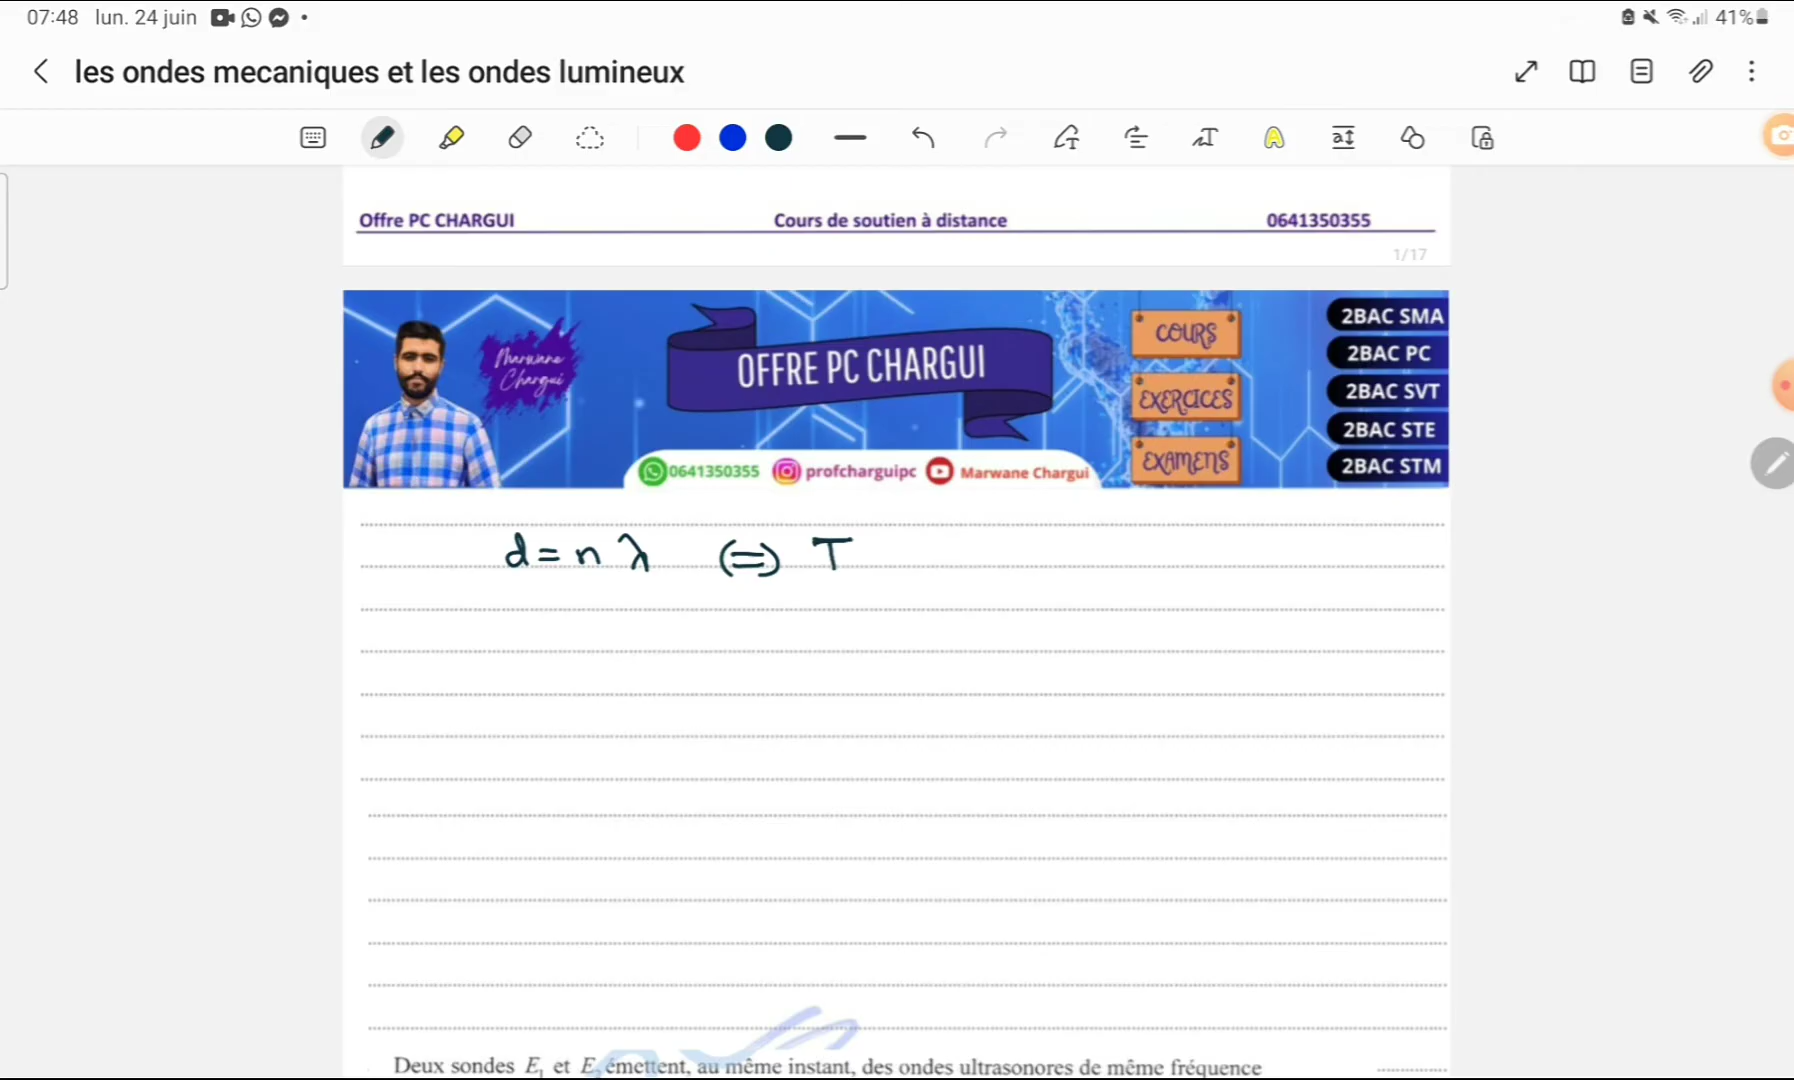 07:48 lun. 24 juin
41%
les ondes mecaniques et les ondes lumineux
Offre PC CHARGUI Cours de soutien à distance 0641350355
1/17
Marwane
Chargui
OFFRE PC CHARGUI
COURS
EXERCICES
EXAMENS
2BAC SMA
2BAC PC
2BAC SVT
2BAC STE
2BAC STM
0641350355 profcharguipc Marwane Chargui
d = n λ (=) T
Deux sondes E₁ et E émettent, au même instant, des ondes ultrasonores de même fréquence